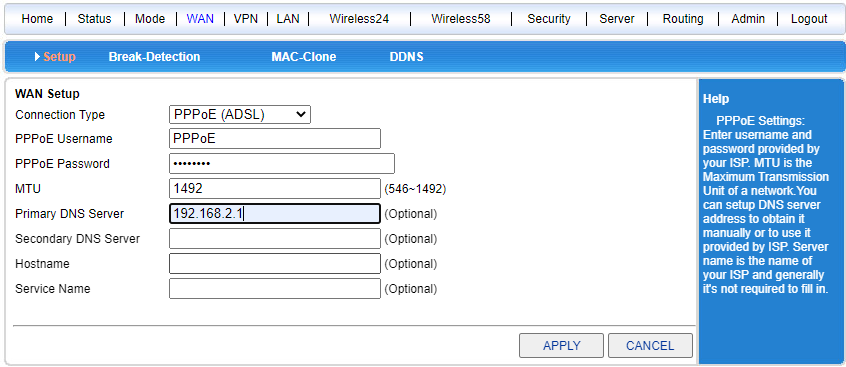 Home | Status | Mode | WAN | VPN | LAN | Wireless24 | Wireless58 | Security | Server | Routing | Admin | Logout
Setup Break-Detection MAC-Clone DDNS
WAN Setup
Connection Type PPPoE (ADSL)
PPPoE Username PPPoE
PPPoE Password ••••••••
MTU 1492 (546~1492)
Primary DNS Server 192.168.2.1 (Optional)
Secondary DNS Server (Optional)
Hostname (Optional)
Service Name (Optional)
APPLY CANCEL
Help
PPPoE Settings:
Enter username and
password provided by
your ISP. MTU is the
Maximum Transmission
Unit of a network.You
can setup DNS server
address to obtain it
manually or to use it
provided by ISP. Server
name is the name of
your ISP and generally
it's not required to fill in.